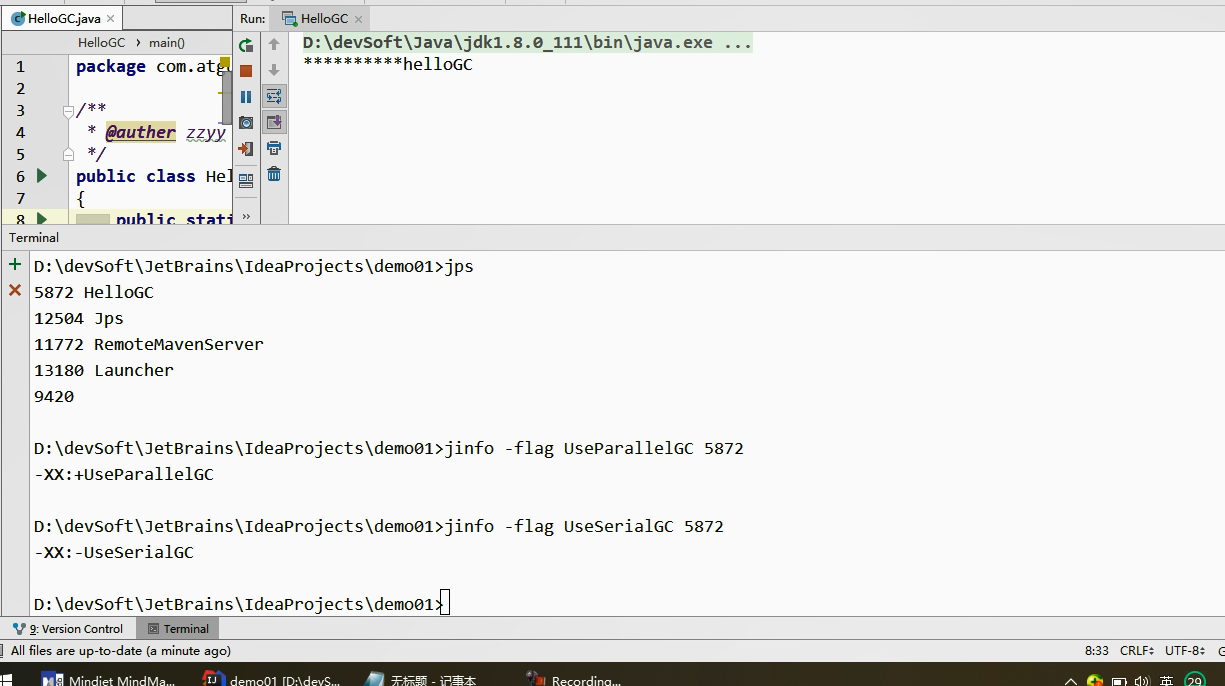 HelloGC.java
Run:
HelloGC
HelloGC
main()
D:\devSoft\Java\jdk1.8.0_111\bin\java.exe ...
**********helloGC
1
package com.atg
2
3
/**
4
* @auther zzyy
5
*/
6
public class Hel
7
{
8
public stati
Terminal
D:\devSoft\JetBrains\IdeaProjects\demo01>jps
5872 HelloGC
12504 Jps
11772 RemoteMavenServer
13180 Launcher
9420
D:\devSoft\JetBrains\IdeaProjects\demo01>jinfo -flag UseParallelGC 5872
-XX:+UseParallelGC
D:\devSoft\JetBrains\IdeaProjects\demo01>jinfo -flag UseSerialGC 5872
-XX:-UseSerialGC
D:\devSoft\JetBrains\IdeaProjects\demo01>
9: Version Control
Terminal
All files are up-to-date (a minute ago)
8:33 CRLF UTF-8
Mindjet MindMa...
demo01 [D:\devS...
无标题 - 记事本
Recording...
英
29